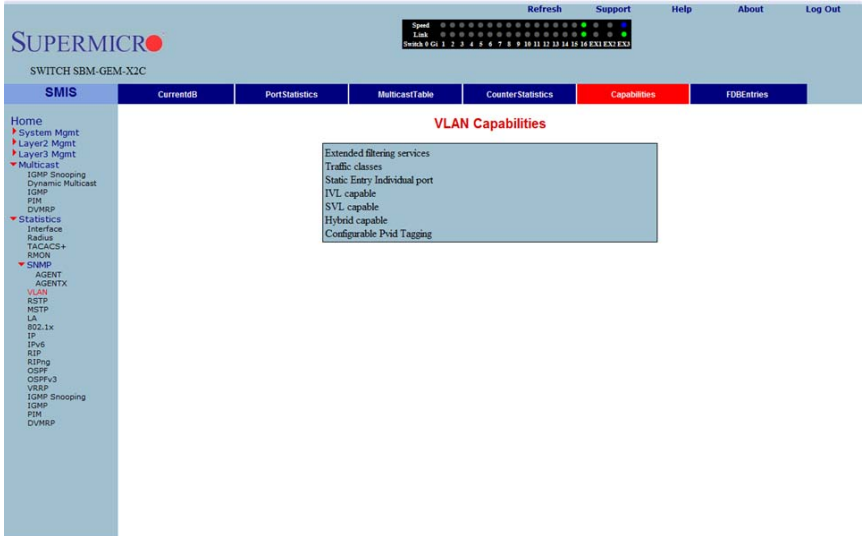 Refresh Support Help About Log Out
Speed
Link
Switch 0 Gi 1 2 3 4 5 6 7 8 9 10 11 12 13 14 15 16 EX1 EX2 EX3
SUPERMICR
SWITCH SBM-GEM-X2C
SMIS CurrentdB PortStatistics MulticastTable CounterStatistics Capabilities FDBEntries
Home
System Mgmt
Layer2 Mgmt
Layer3 Mgmt
Multicast
IGMP Snooping
Dynamic Multicast
IGMP
PIM
DVMRP
Statistics
Interface
Radius
TACACS+
RMON
SNMP
AGENT
AGENTX
VLAN
RSTP
MSTP
LA
802.1x
IP
IPv6
RIP
RIPng
OSPF
OSPFv3
VRRP
IGMP Snooping
IGMP
PIM
DVMRP
VLAN Capabilities
Extended filtering services
Traffic classes
Static Entry Individual port
IVL capable
SVL capable
Hybrid capable
Configurable Pvid Tagging